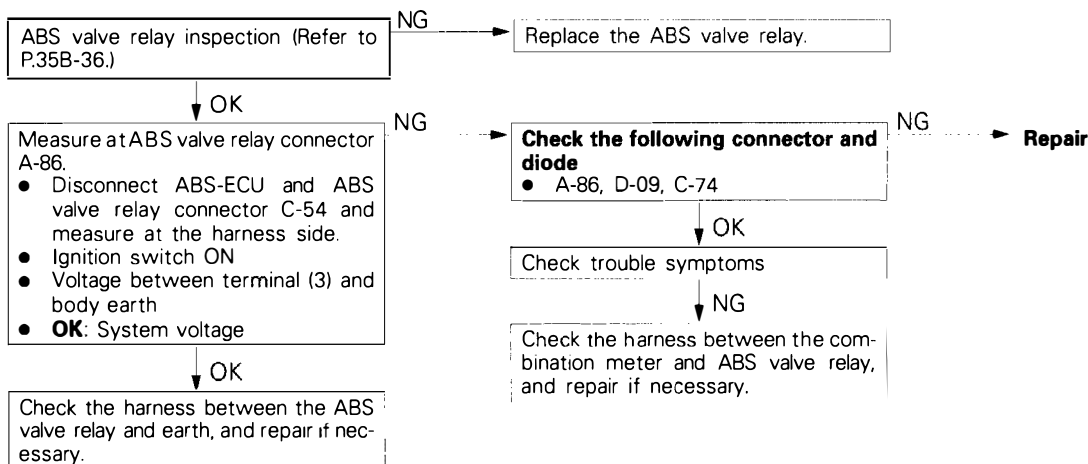 ABS valve relay inspection (Refer to
P.35B-36.)
NG
Replace the ABS valve relay.
OK
Measure at ABS valve relay connector
A-86.
● Disconnect ABS-ECU and ABS
valve relay connector C-54 and
measure at the harness side.
● Ignition switch ON
● Voltage between terminal (3) and
body earth
● OK: System voltage
NG
Check the following connector and
diode
● A-86, D-09, C-74
NG
Repair
OK
Check trouble symptoms
NG
Check the harness between the com-
bination meter and ABS valve relay,
and repair if necessary.
OK
Check the harness between the ABS
valve relay and earth, and repair if nec-
essary.